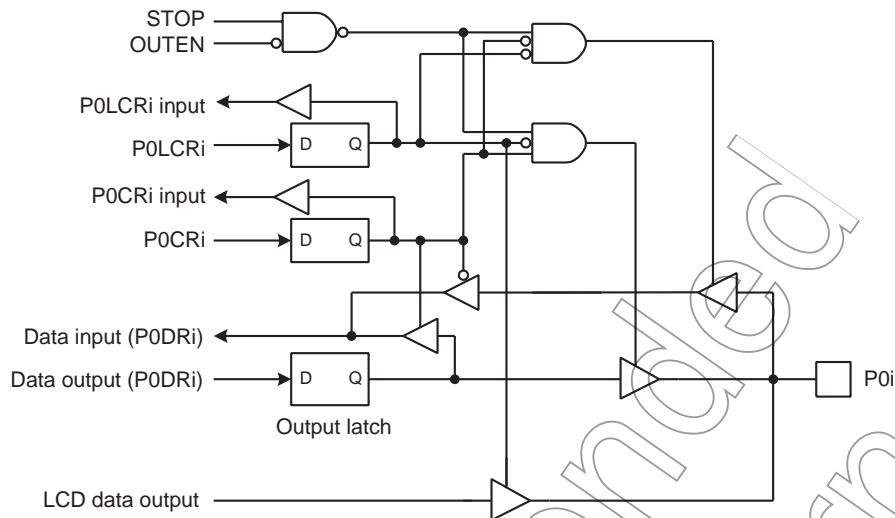 STOP
OUTEN
P0LCRi input
P0LCRi
D Q
P0CRi input
P0CRi
D Q
Data input (P0DRi)
Data output (P0DRi)
D Q
P0i
Output latch
LCD data output